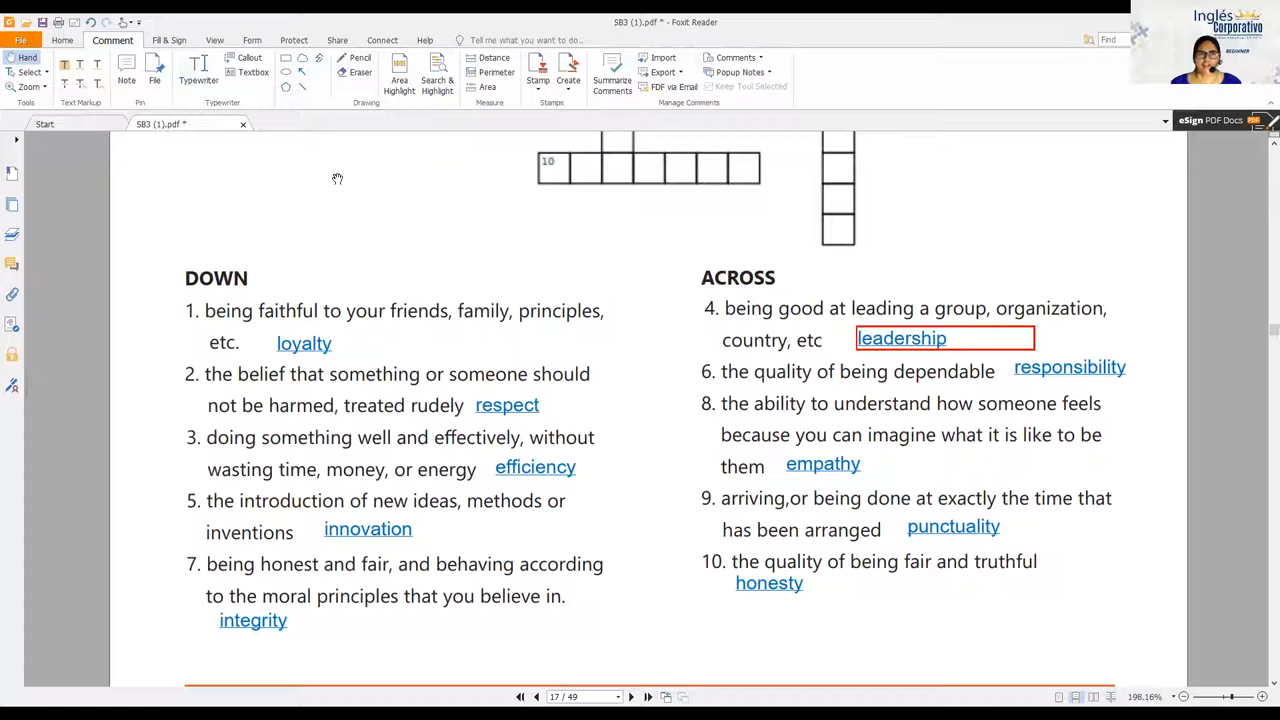 SB3 (1).pdf * - Foxit Reader
Inglés
Corporativo
BEGINNER
File Home Comment Fill & Sign View Form Protect Share Connect Help Tell me what you want to do... Find
Hand
Select
Zoom
Tools
Text Markup
Note
File
Pin
Typewriter
Callout
Textbox
Typewriter
Pencil
Eraser
Drawing
Area Highlight
Search & Highlight
Distance
Perimeter
Area
Measure
Stamp
Create
Stamps
Summarize Comments
Import
Export
FDF via Email
Comments
Popup Notes
Keep Tool Selected
Manage Comments
Start SB3 (1).pdf * eSign PDF Docs
10
DOWN
1. being faithful to your friends, family, principles,
etc. loyalty
2. the belief that something or someone should
not be harmed, treated rudely respect
3. doing something well and effectively, without
wasting time, money, or energy efficiency
5. the introduction of new ideas, methods or
inventions innovation
7. being honest and fair, and behaving according
to the moral principles that you believe in.
integrity
ACROSS
4. being good at leading a group, organization,
country, etc leadership
6. the quality of being dependable responsibility
8. the ability to understand how someone feels
because you can imagine what it is like to be
them empathy
9. arriving,or being done at exactly the time that
has been arranged punctuality
10. the quality of being fair and truthful
honesty
17 / 49
198.16%